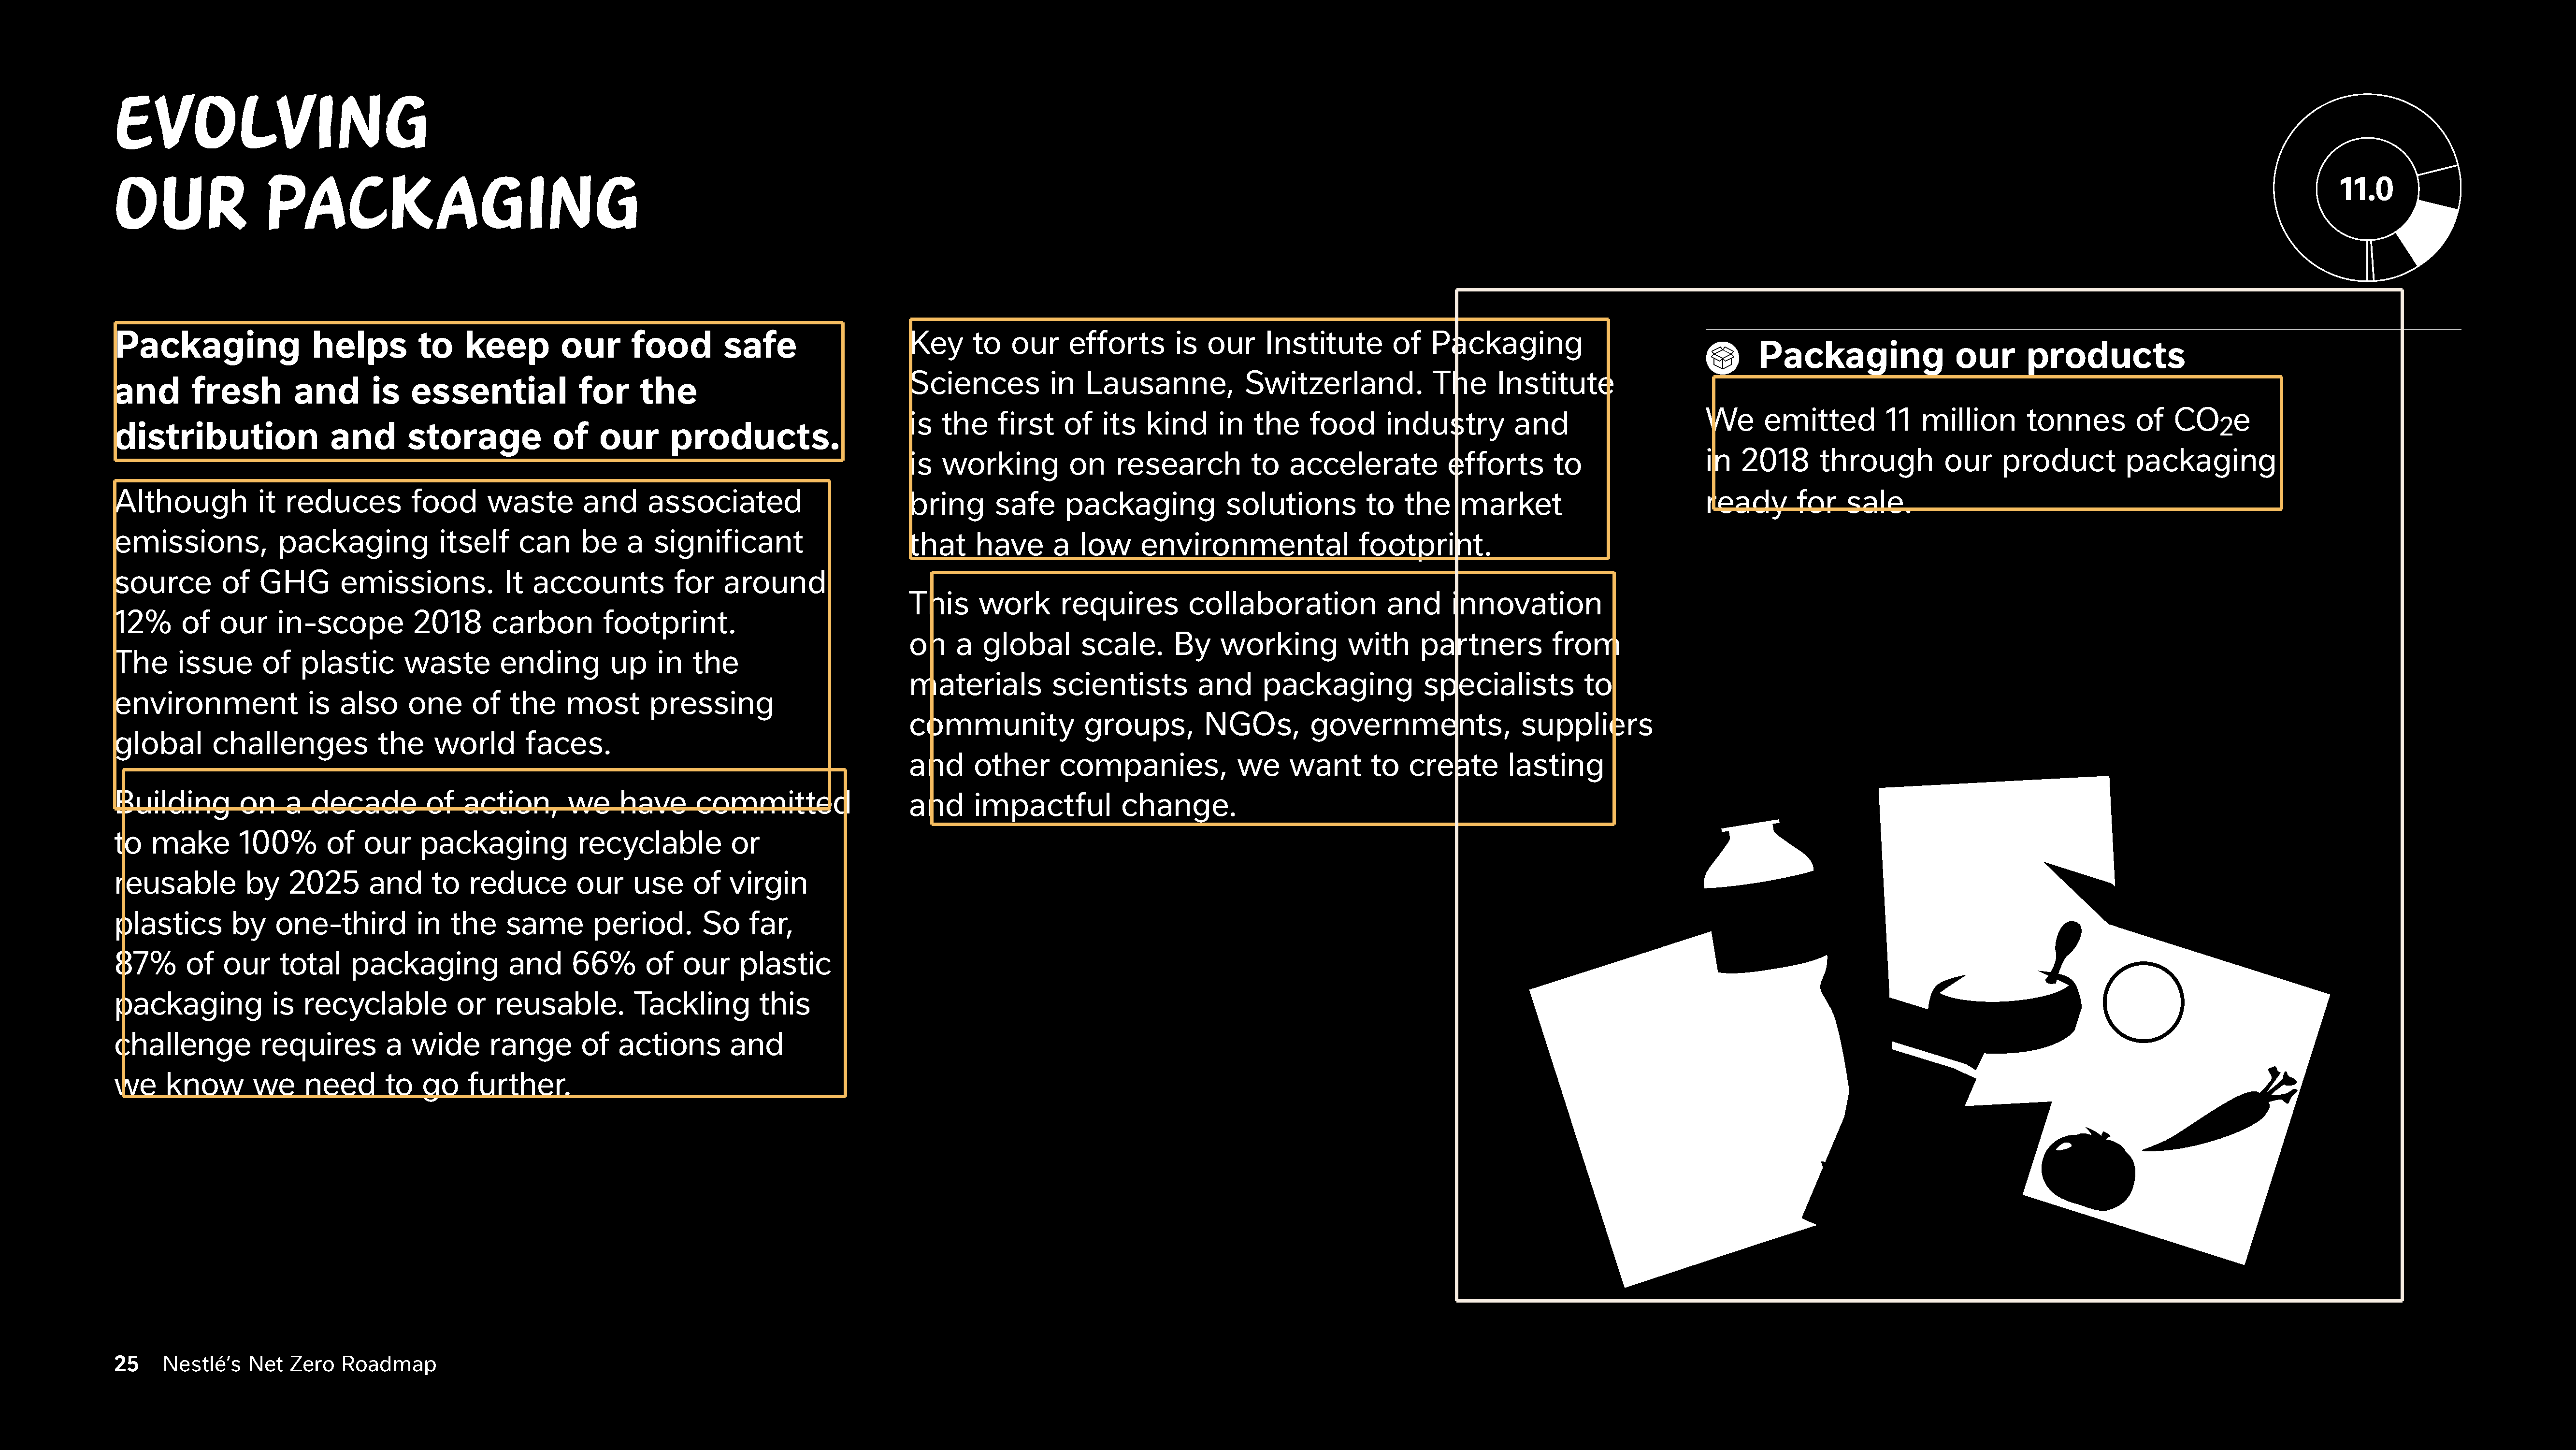 EVOLVING
OUR PACKAGING
11.0
Packaging helps to keep our food safe
and fresh and is essential for the
distribution and storage of our products.
Although it reduces food waste and associated
emissions, packaging itself can be a significant
source of GHG emissions. It accounts for around
12% of our in-scope 2018 carbon footprint.
The issue of plastic waste ending up in the
environment is also one of the most pressing
global challenges the world faces.
Building on a decade of action, we have committed
to make 100% of our packaging recyclable or
reusable by 2025 and to reduce our use of virgin
plastics by one-third in the same period. So far,
87% of our total packaging and 66% of our plastic
packaging is recyclable or reusable. Tackling this
challenge requires a wide range of actions and
we know we need to go further.
Key to our efforts is our Institute of Packaging
Sciences in Lausanne, Switzerland. The Institute
is the first of its kind in the food industry and
is working on research to accelerate efforts to
bring safe packaging solutions to the market
that have a low environmental footprint.
This work requires collaboration and innovation
on a global scale. By working with partners from
materials scientists and packaging specialists to
community groups, NGOs, governments, suppliers
and other companies, we want to create lasting
and impactful change.
Packaging our products
We emitted 11 million tonnes of CO2e
in 2018 through our product packaging
ready for sale.
25 Nestlé’s Net Zero Roadmap